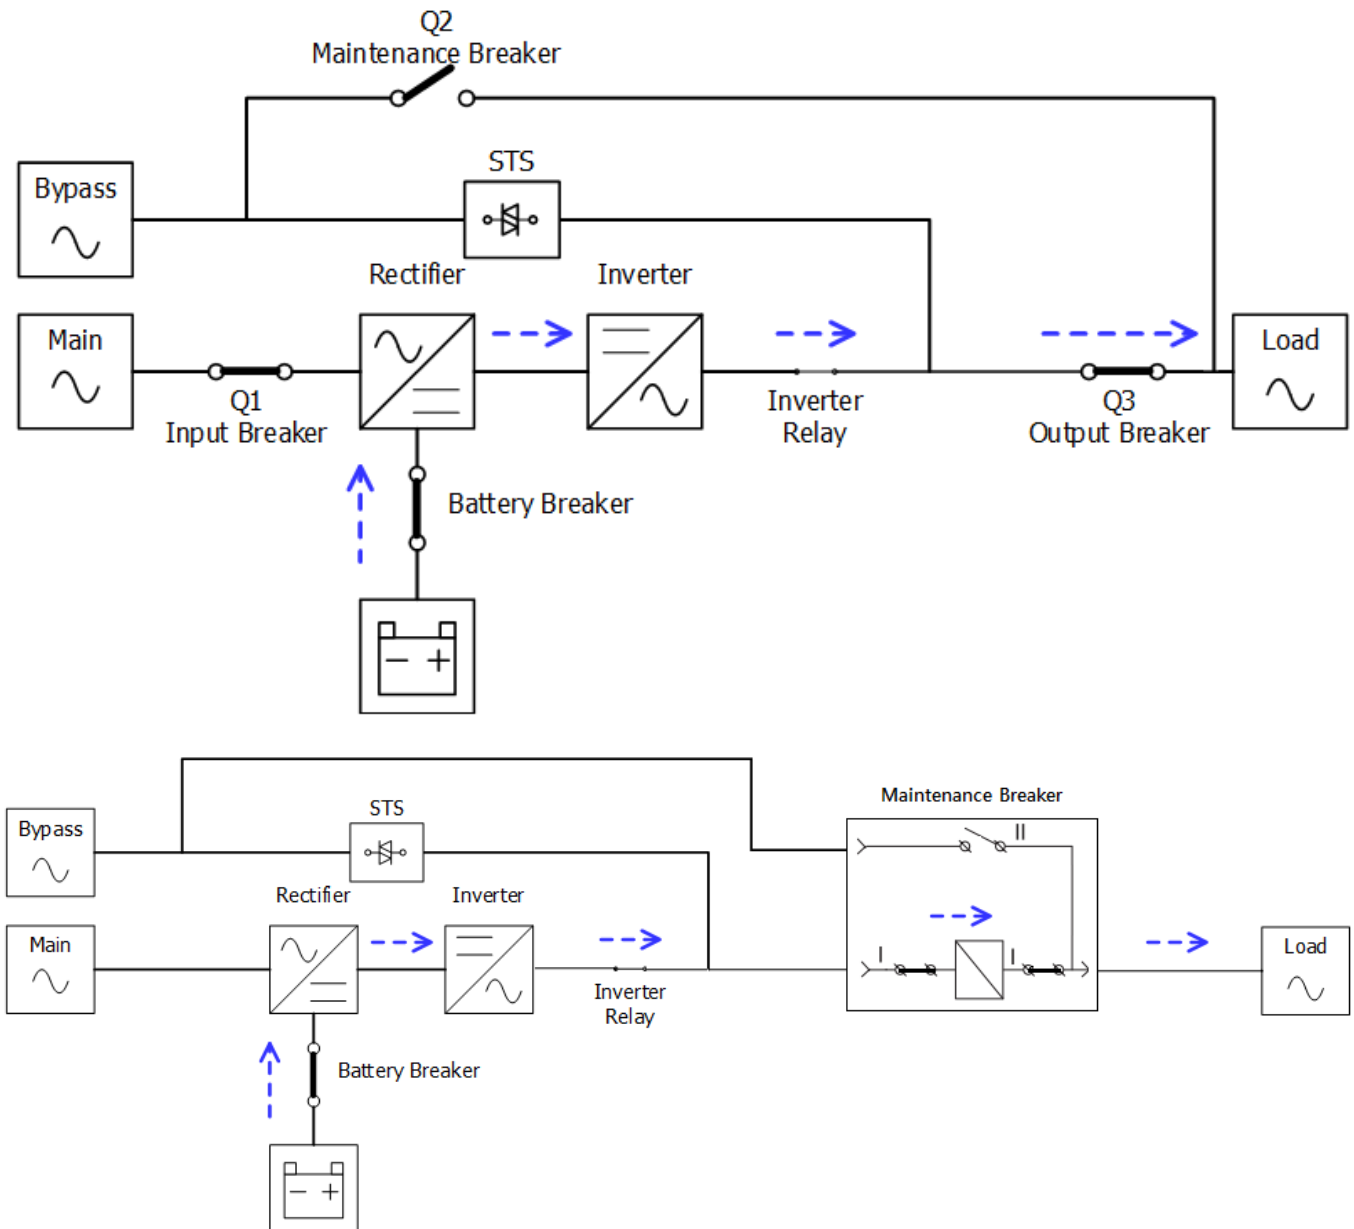 Q2
Maintenance Breaker
Bypass
STS
Rectifier
Inverter
Main
Load
Q1
Input Breaker
Inverter
Relay
Q3
Output Breaker
Battery Breaker
− +
Maintenance Breaker
STS
II
Bypass
Rectifier
Inverter
Main
I
I
Load
Inverter
Relay
Battery Breaker
− +